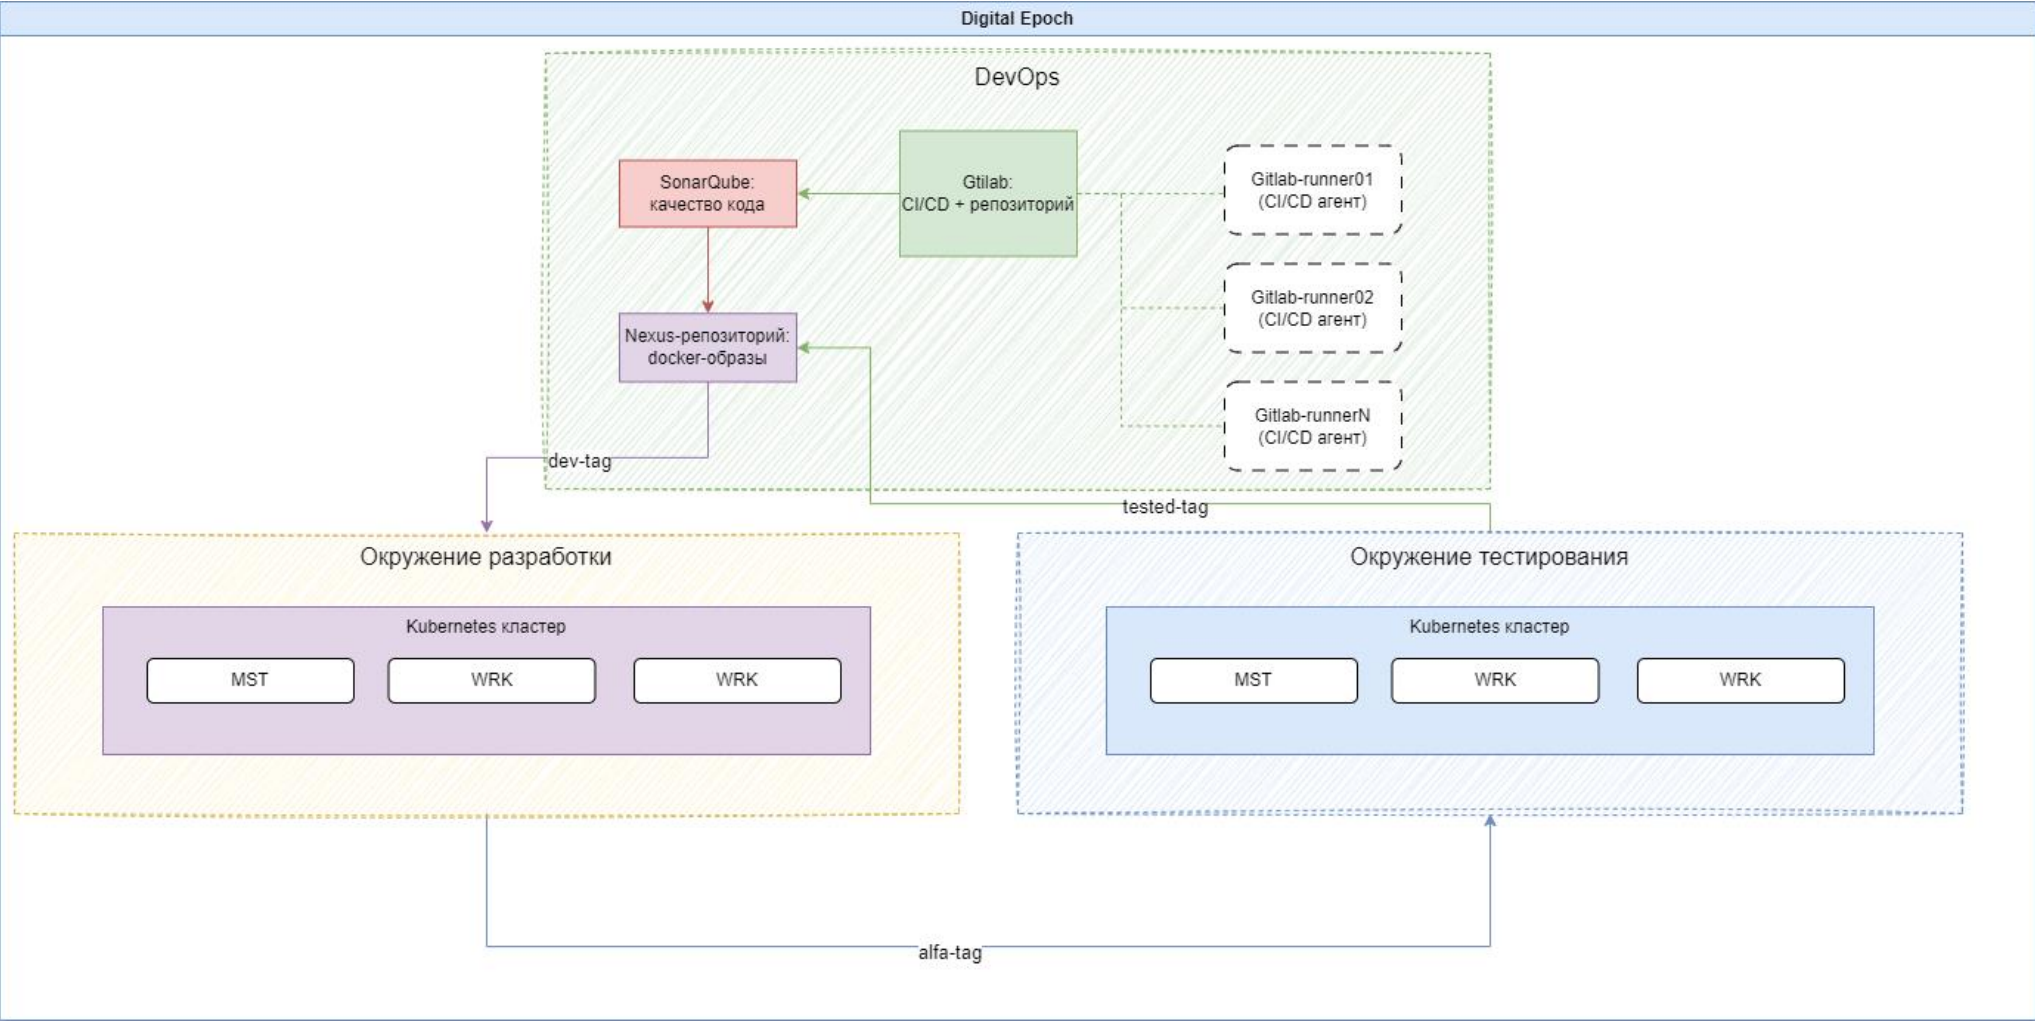 Digital Epoch
DevOps
SonarQube:
качество кода
Gtilab:
CI/CD + репозиторий
Gitlab-runner01
(CI/CD агент)
Gitlab-runner02
(CI/CD агент)
Nexus-репозиторий:
docker-образы
Gitlab-runnerN
(CI/CD агент)
dev-tag
tested-tag
Окружение разработки
Kubernetes кластер
MST
WRK
WRK
Окружение тестирования
Kubernetes кластер
MST
WRK
WRK
alfa-tag